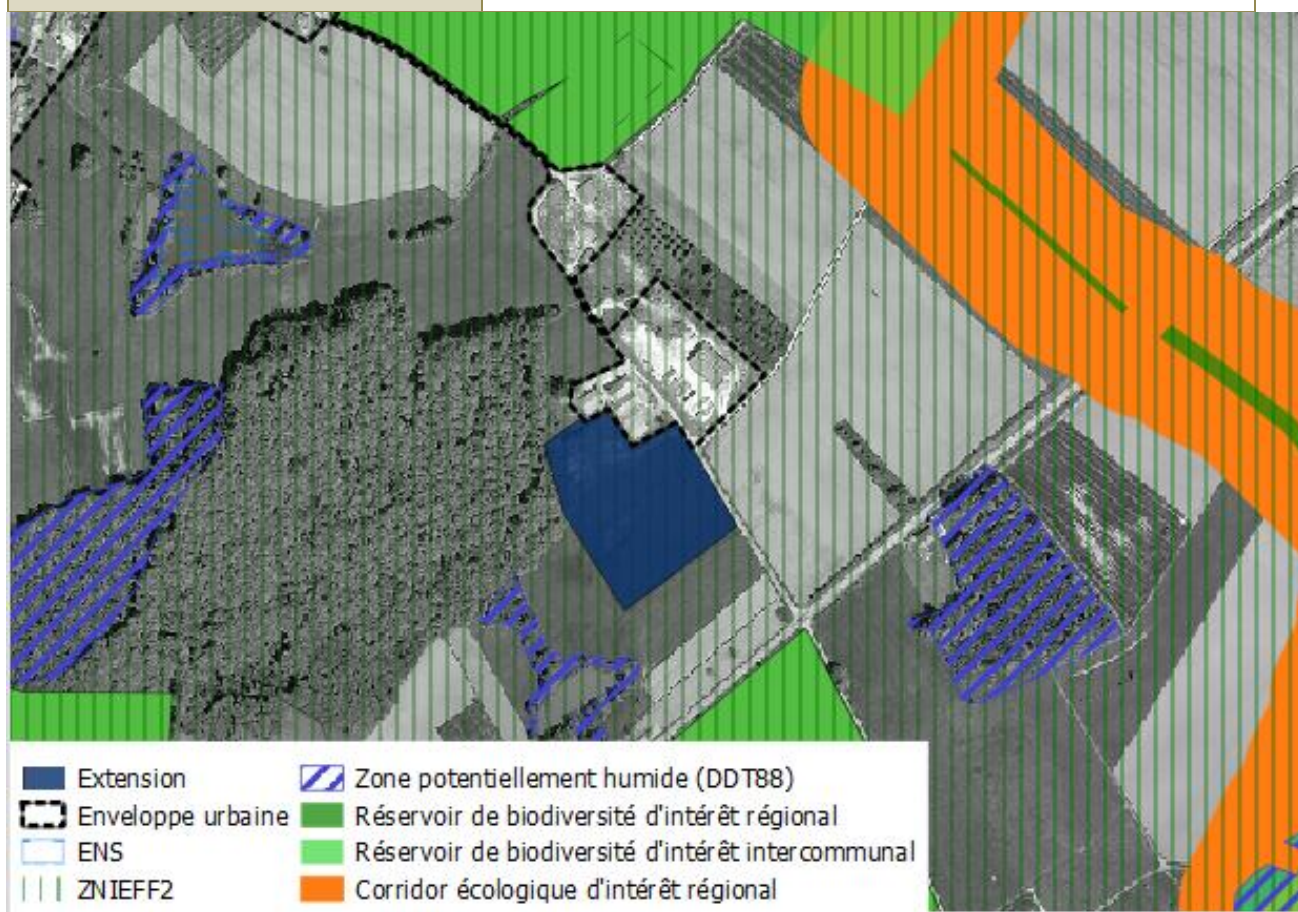 Extension
Enveloppe urbaine
ENS
ZNIEFF2
Zone potentiellement humide (DDT88)
Réservoir de biodiversité d'intérêt régional
Réservoir de biodiversité d'intérêt intercommunal
Corridor écologique d'intérêt régional